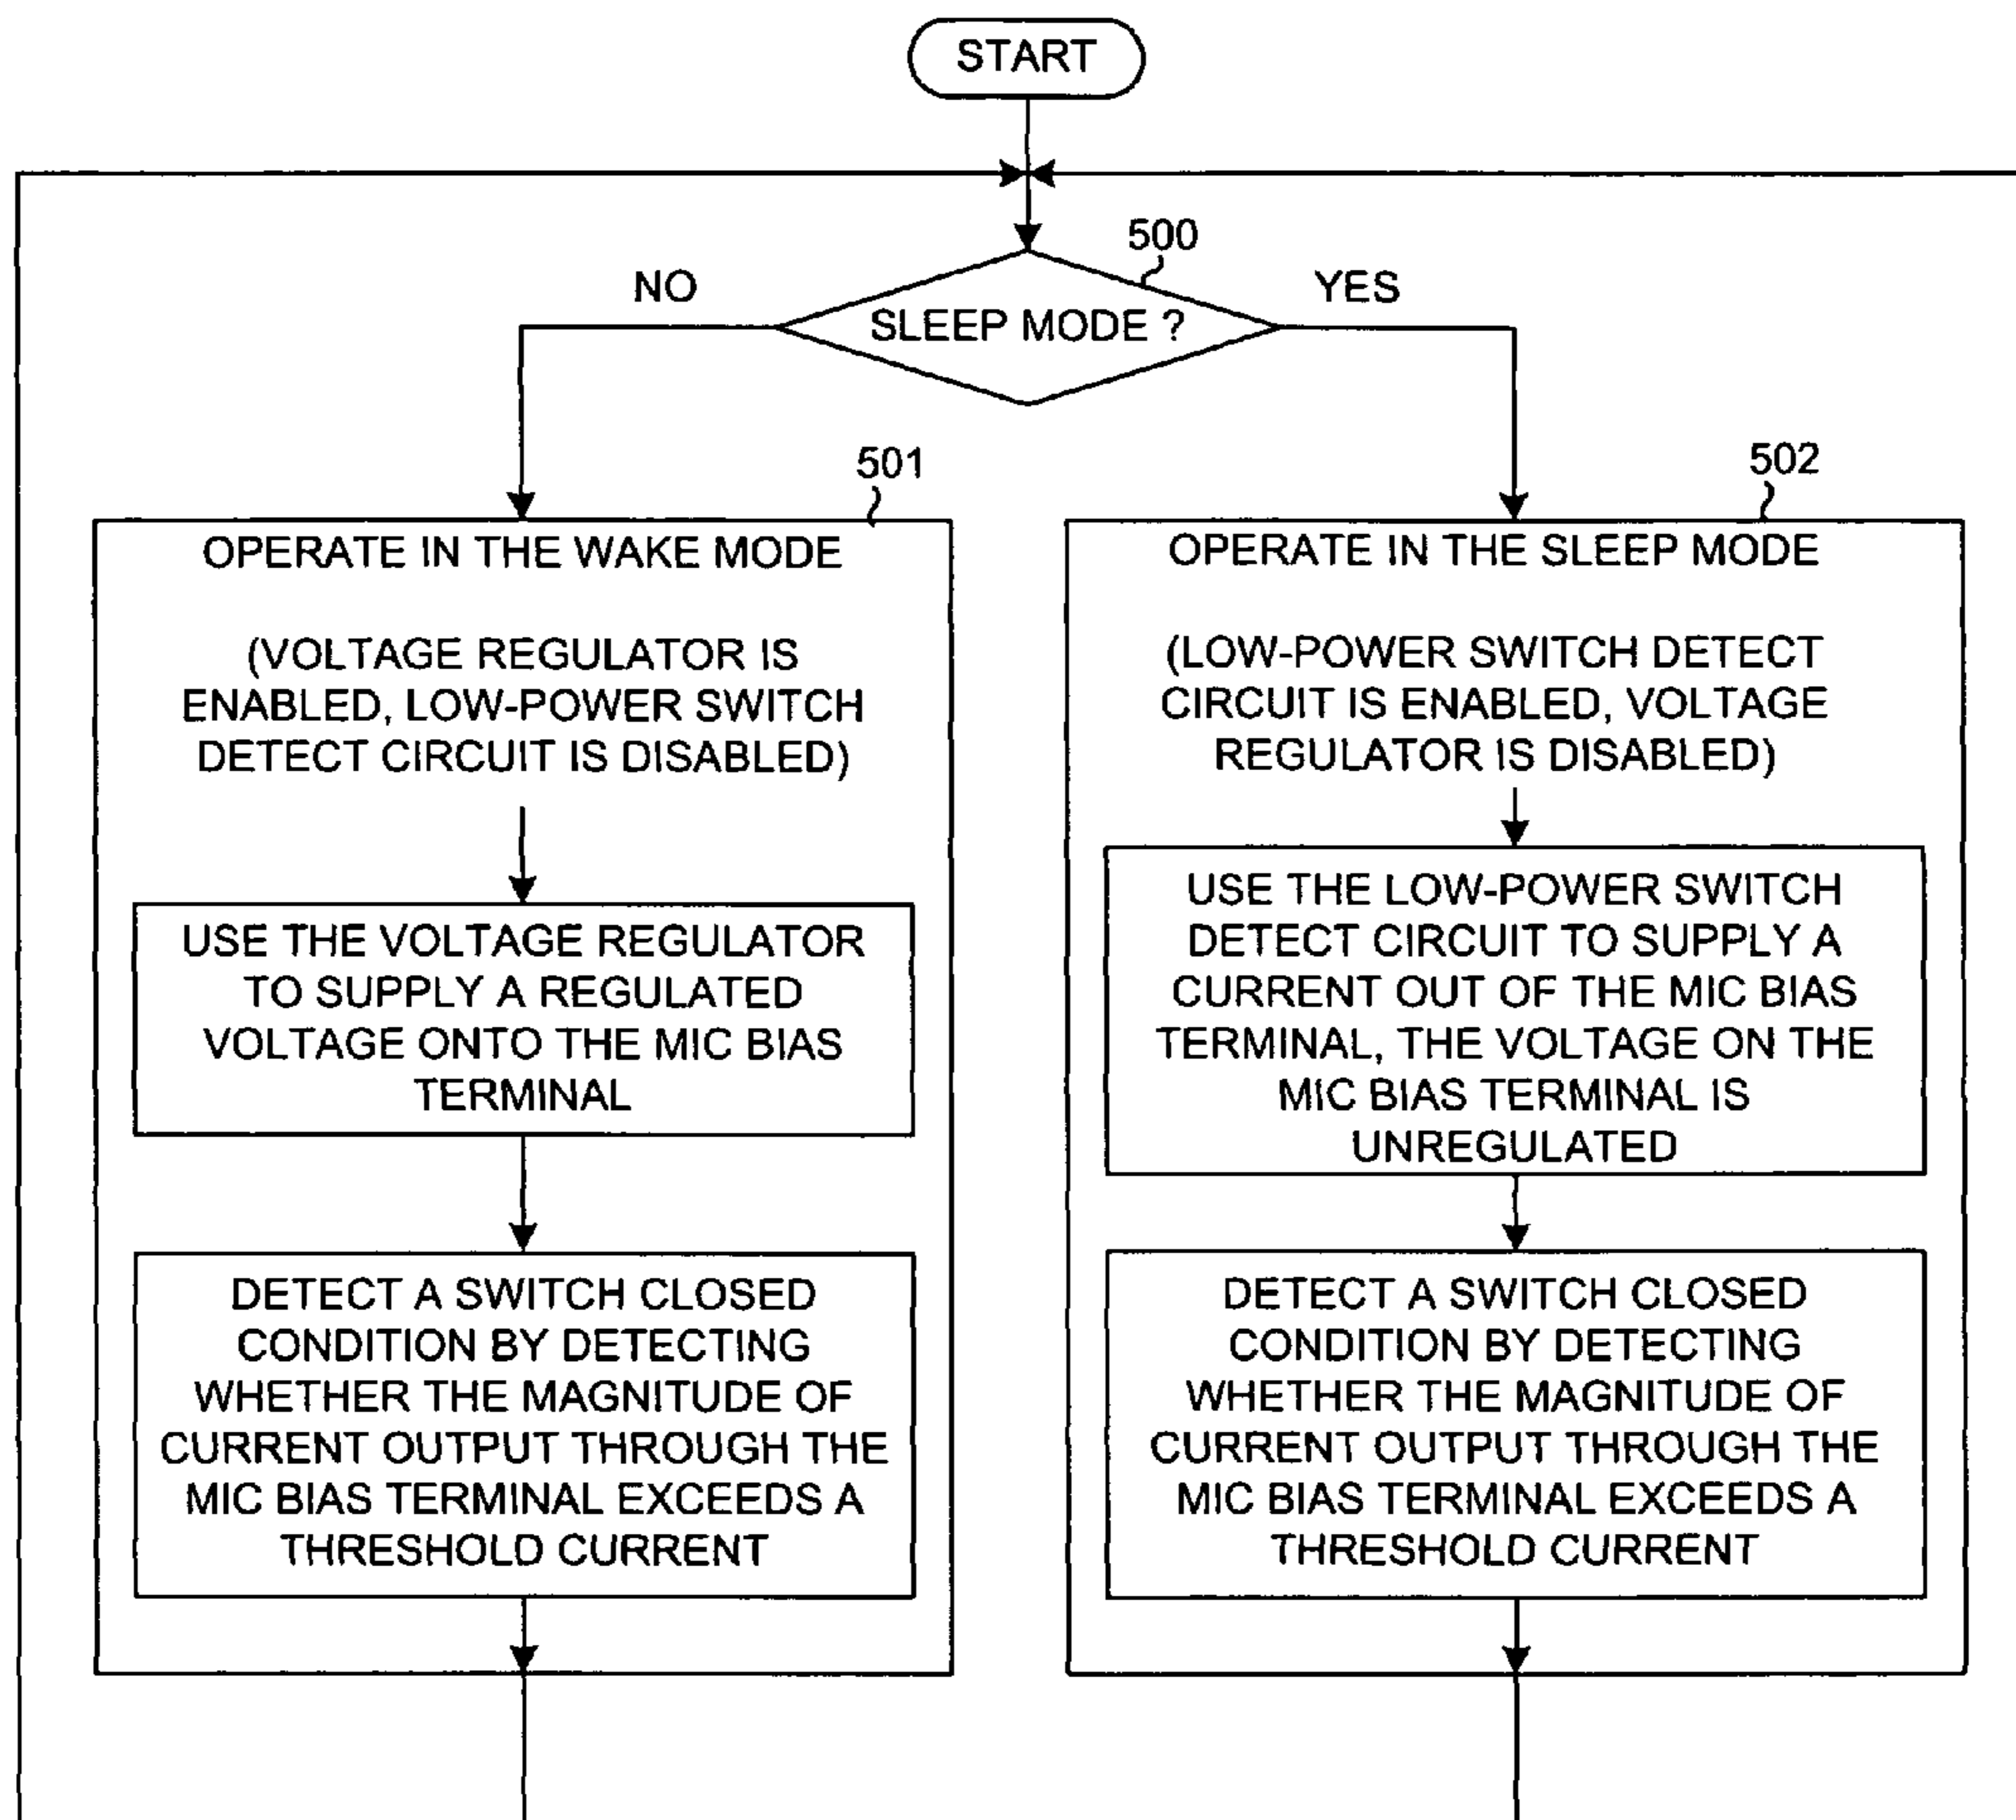 START
500
NO
YES
SLEEP MODE ?
501
OPERATE IN THE WAKE MODE
(VOLTAGE REGULATOR IS
ENABLED, LOW-POWER SWITCH
DETECT CIRCUIT IS DISABLED)
USE THE VOLTAGE REGULATOR
TO SUPPLY A REGULATED
VOLTAGE ONTO THE MIC BIAS
TERMINAL
DETECT A SWITCH CLOSED
CONDITION BY DETECTING
WHETHER THE MAGNITUDE OF
CURRENT OUTPUT THROUGH THE
MIC BIAS TERMINAL EXCEEDS A
THRESHOLD CURRENT
502
OPERATE IN THE SLEEP MODE
(LOW-POWER SWITCH DETECT
CIRCUIT IS ENABLED, VOLTAGE
REGULATOR IS DISABLED)
USE THE LOW-POWER SWITCH
DETECT CIRCUIT TO SUPPLY A
CURRENT OUT OF THE MIC BIAS
TERMINAL, THE VOLTAGE ON THE
MIC BIAS TERMINAL IS
UNREGULATED
DETECT A SWITCH CLOSED
CONDITION BY DETECTING
WHETHER THE MAGNITUDE OF
CURRENT OUTPUT THROUGH THE
MIC BIAS TERMINAL EXCEEDS A
THRESHOLD CURRENT